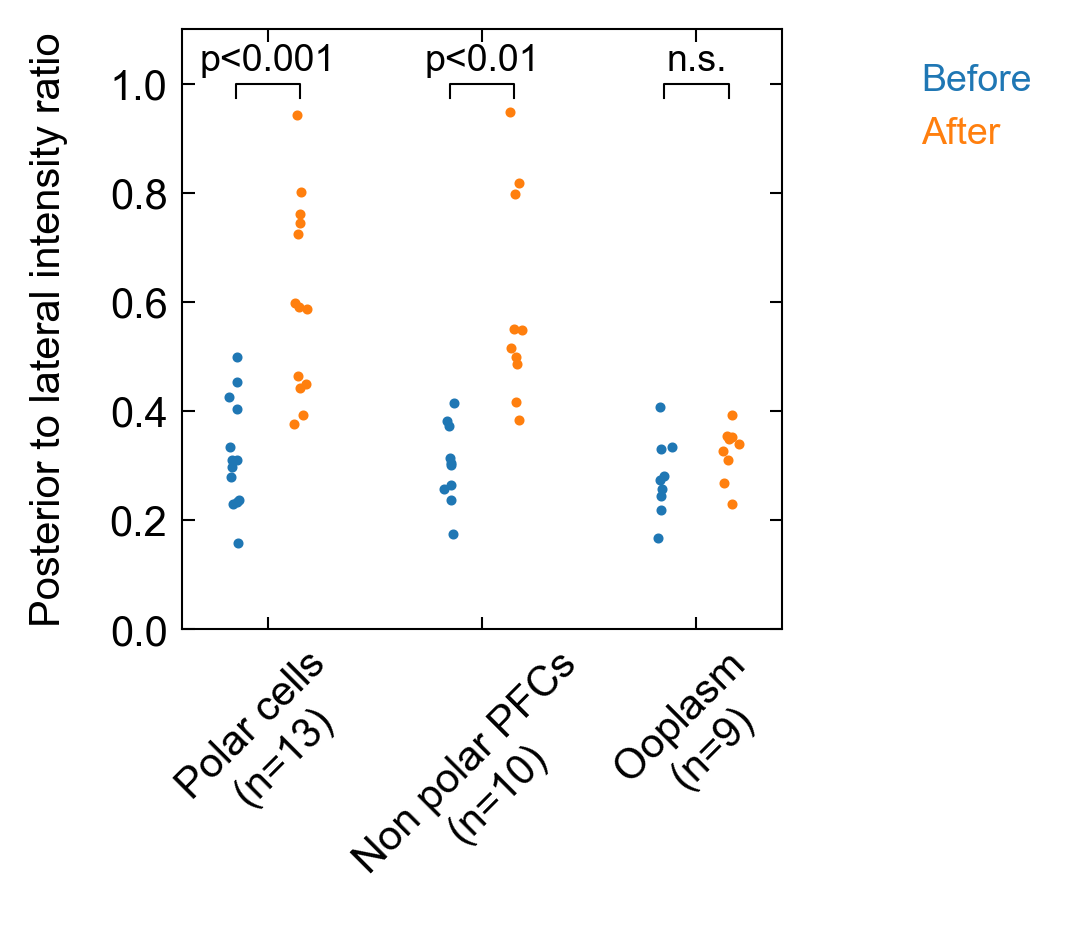 Posterior to lateral intensity ratio
1.0
0.8
0.6
0.4
0.2
0.0
p<0.001
p<0.01
n.s.
Before
After
Polar cells
(n=13)
Non polar PFCs
(n=10)
Ooplasm
(n=9)